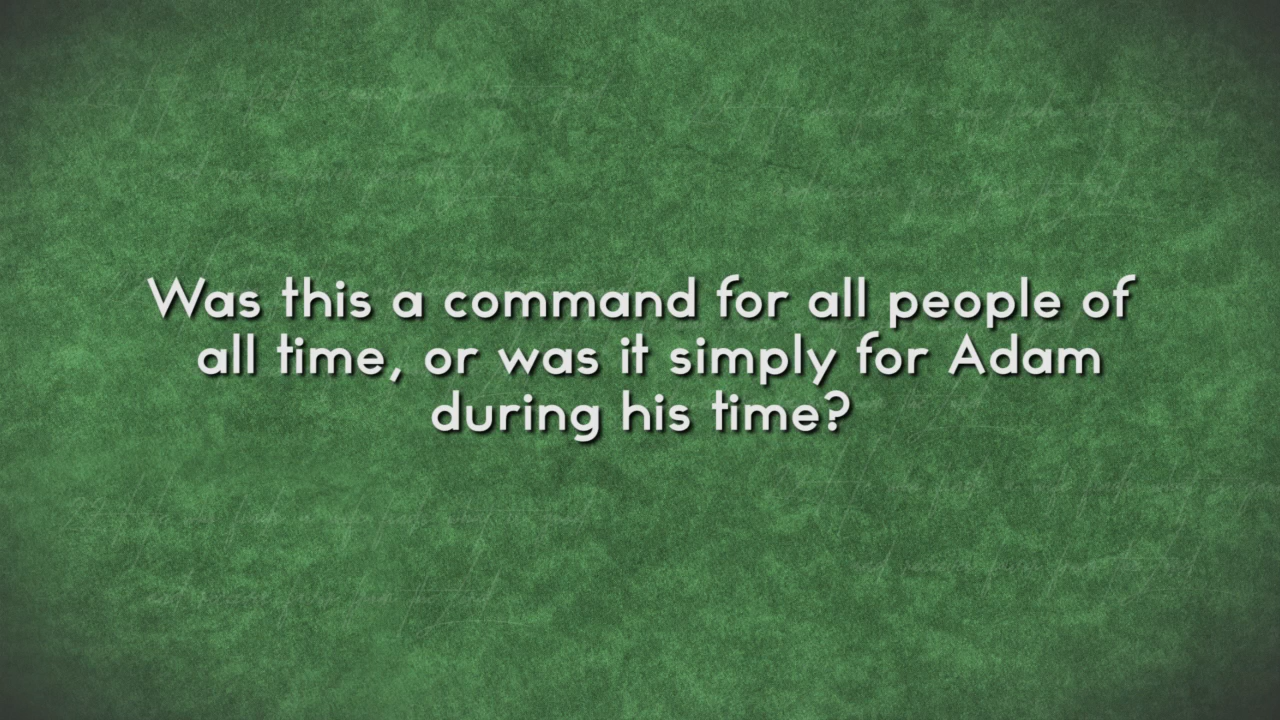 Was this a command for all people of
all time, or was it simply for Adam
during his time?